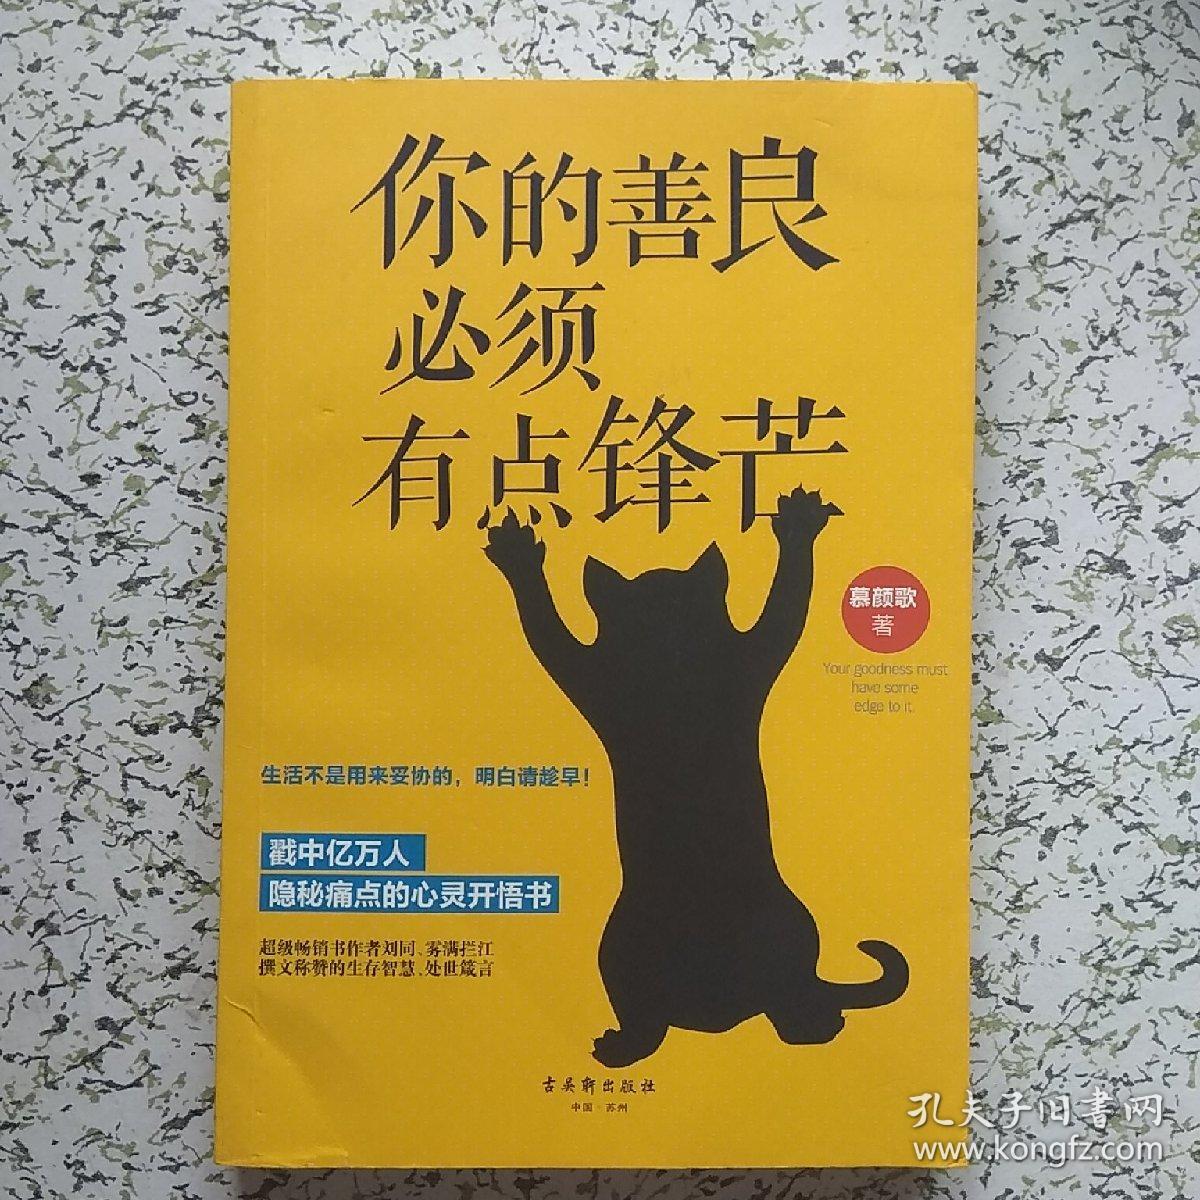 你的善良
必须
有点锋芒
慕颜歌
著
Your goodness must
have some
edge to it.
生活不是用来妥协的，明白请趁早！
戳中亿万人
隐秘痛点的心灵开悟书
超级畅销书作者刘同、雾满拦江
撰文称赞的生存智慧、处世箴言
古吴轩出版社
中国·苏州
孔夫子旧书网
www.kongfz.com